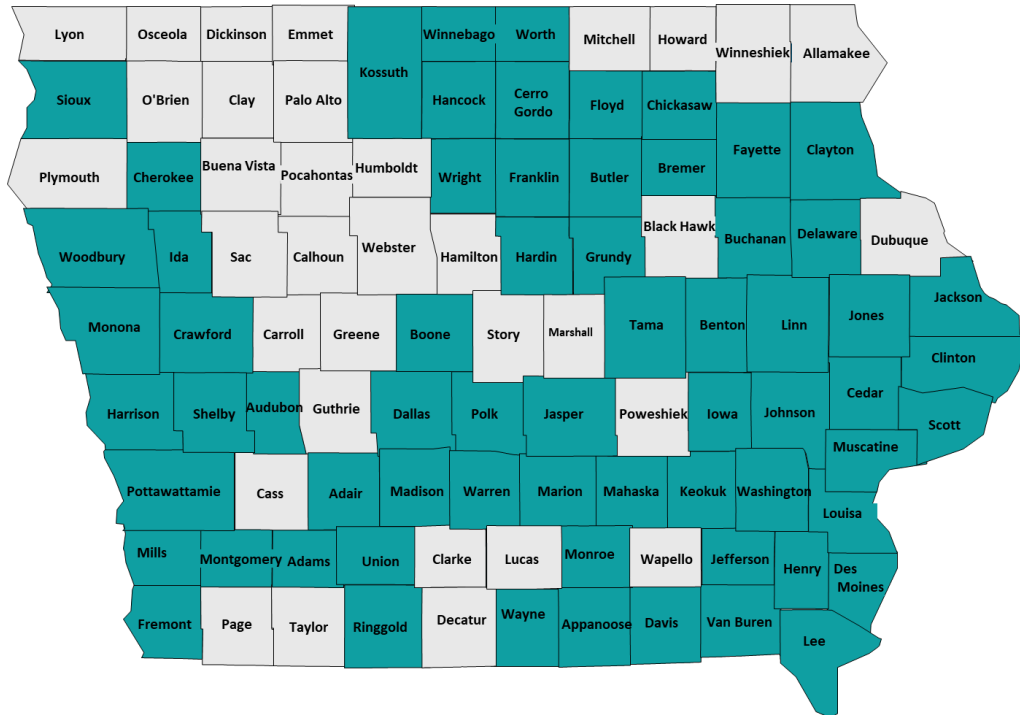 Lyon
Osceola
Dickinson
Emmet
Kossuth
Winnebago
Worth
Mitchell
Howard
Winneshiek
Allamakee
Sioux
O'Brien
Clay
Palo Alto
Hancock
Cerro
Gordo
Floyd
Chickasaw
Plymouth
Cherokee
Buena Vista
Pocahontas
Humboldt
Wright
Franklin
Butler
Bremer
Fayette
Clayton
Woodbury
Ida
Sac
Calhoun
Webster
Hamilton
Hardin
Grundy
Black Hawk
Buchanan
Delaware
Dubuque
Monona
Crawford
Carroll
Greene
Boone
Story
Marshall
Tama
Benton
Linn
Jones
Jackson
Clinton
Harrison
Shelby
Audubon
Guthrie
Dallas
Polk
Jasper
Poweshiek
Iowa
Johnson
Cedar
Scott
Muscatine
Pottawattamie
Cass
Adair
Madison
Warren
Marion
Mahaska
Keokuk
Washington
Louisa
Mills
Montgomery
Adams
Union
Clarke
Lucas
Monroe
Wapello
Jefferson
Henry
Des
Moines
Fremont
Page
Taylor
Ringgold
Decatur
Wayne
Appanoose
Davis
Van Buren
Lee